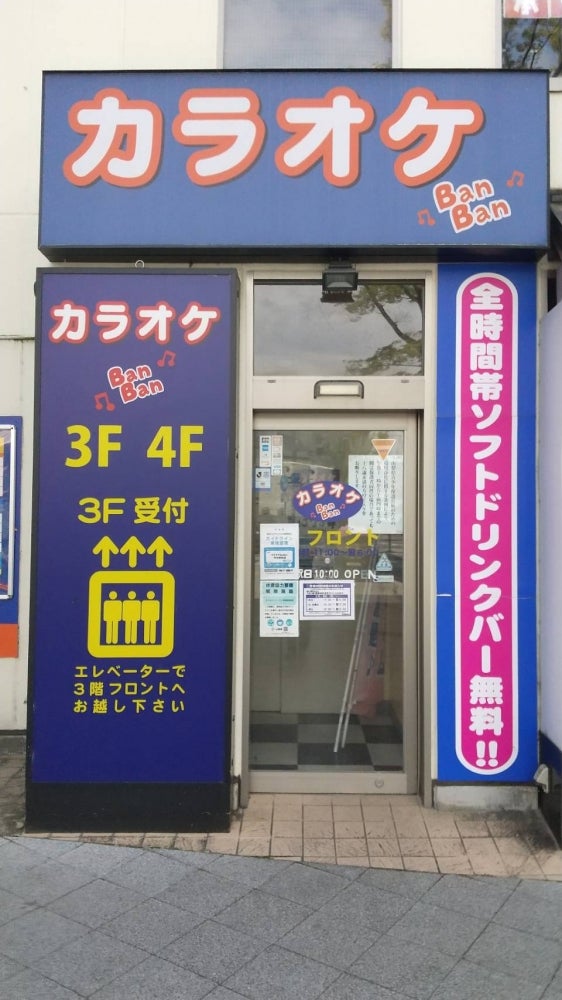 カラオケ
Ban
Ban
カラオケ
Ban
Ban
3F 4F
3F 受付
エレベーターで
3階フロントへ
お越し下さい
全時間帯ソフトドリンクバー無料!!
カラオケ
Ban
Ban
フロント
10:00 OPEN